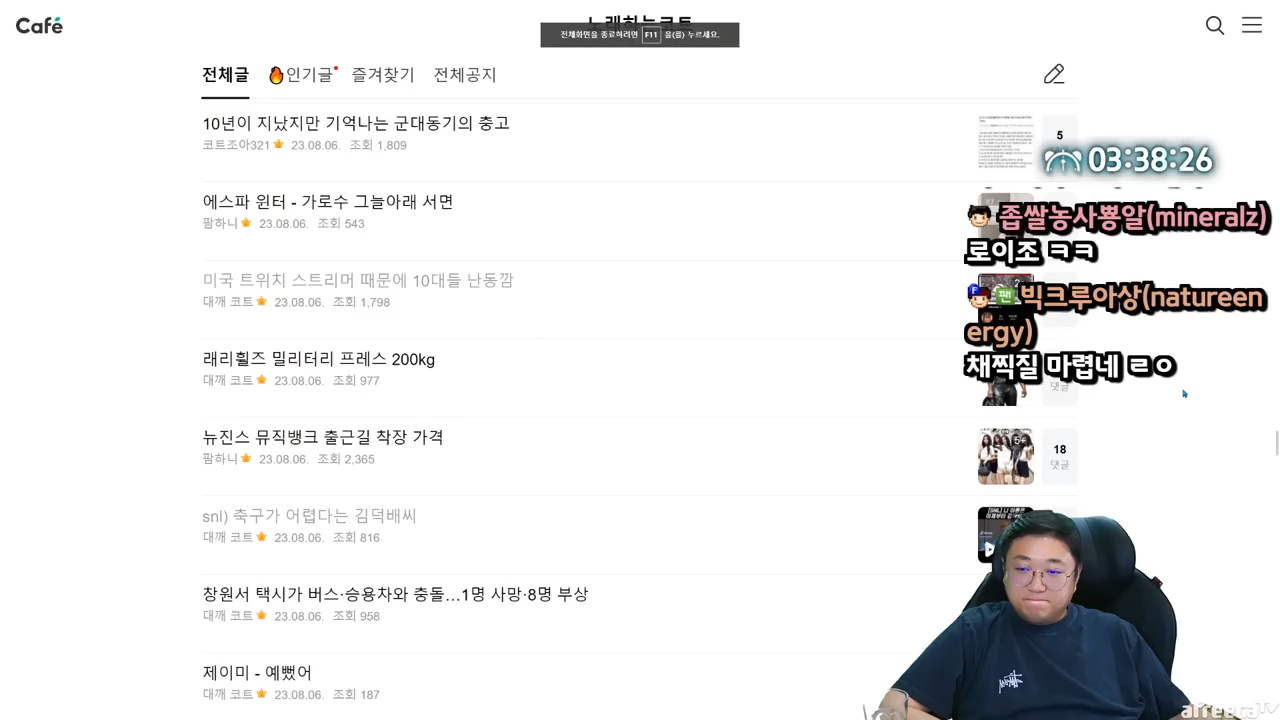 Café
노래하는코트
전체화면을 종료하려면 F11 을(를) 누르세요.
전체글
인기글
즐겨찾기
전체공지
10년이 지났지만 기억나는 군대동기의 충고
코트조아321 23.08.06. 조회 1,809
5
03:38:26
에스파 윈터 - 가로수 그늘아래 서면
팜하니 23.08.06. 조회 543
좁쌀농사뿅알(mineralz)
로이조 ㅋㅋ
미국 트위치 스트리머 때문에 10대들 난동깜
대깨 코트 23.08.06. 조회 1,798
팬 빅크루아상(natureen
ergy)
채찍질 마렵네 ㄹㅇ
래리휠즈 밀리터리 프레스 200kg
대깨 코트 23.08.06. 조회 977
댓글
뉴진스 뮤직뱅크 출근길 착장 가격
팜하니 23.08.06. 조회 2,365
5+
18
댓글
snl) 축구가 어렵다는 김덕배씨
대깨 코트 23.08.06. 조회 816
창원서 택시가 버스·승용차와 충돌…1명 사망·8명 부상
대깨 코트 23.08.06. 조회 958
제이미 - 예뻤어
대깨 코트 23.08.06. 조회 187
afreecaTV